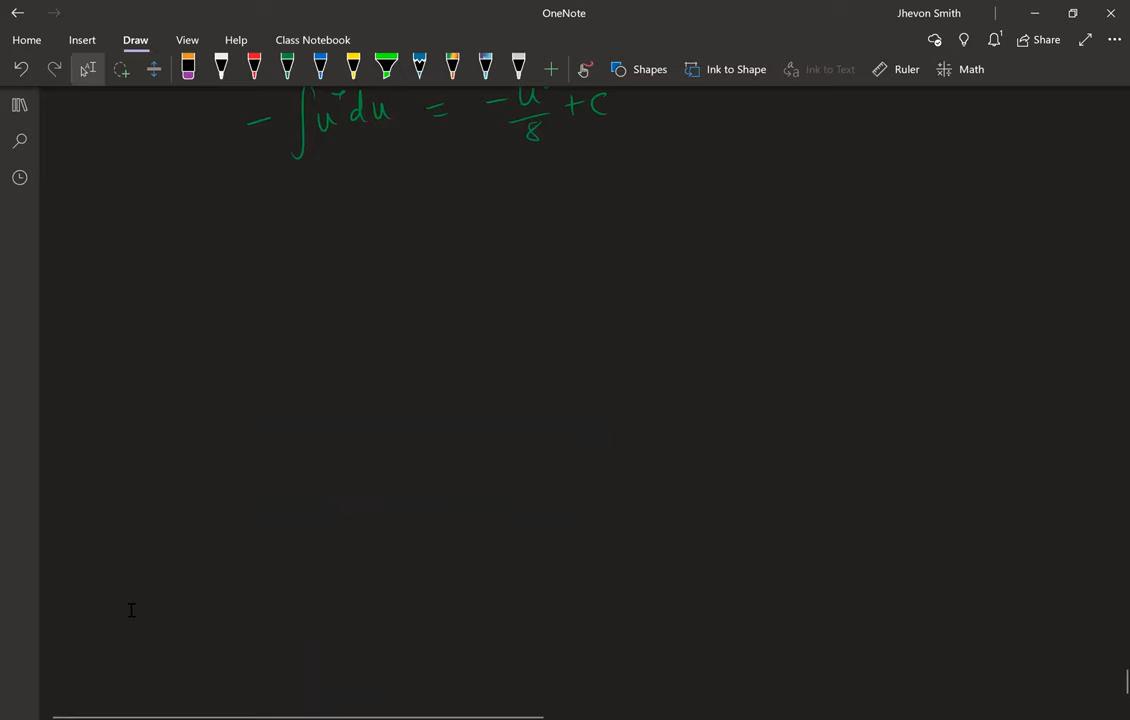 OneNote
Jhevon Smith
Home Insert Draw View Help Class Notebook
Share
Shapes Ink to Shape Ink to Text Ruler Math
- ∫ u du = -u / 8 + C